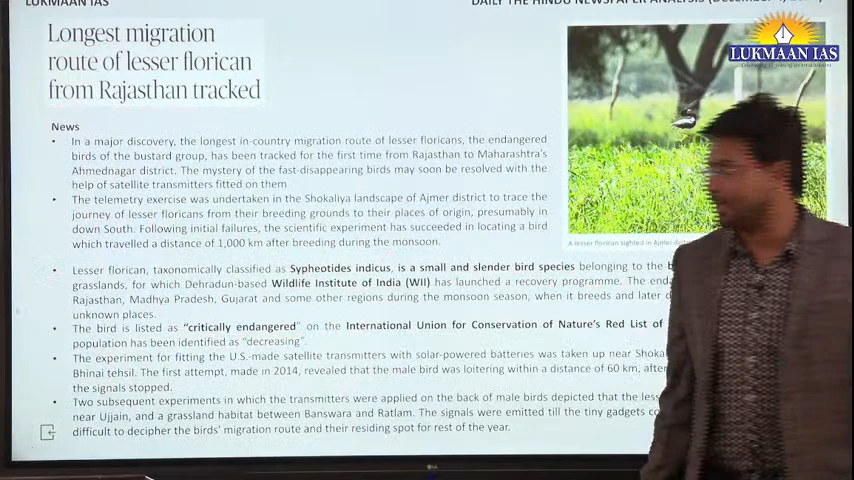 LUKMAAN IAS
DAILY THE HINDU NEWSPAPER ANALYSIS (DECEMBER
LUKMAAN IAS
Longest migration
route of lesser florican
from Rajasthan tracked
News
• In a major discovery, the longest in-country migration route of lesser floricans, the endangered
birds of the bustard group, has been tracked for the first time from Rajasthan to Maharashtra's
Ahmednagar district. The mystery of the fast-disappearing birds may soon be resolved with the
help of satellite transmitters fitted on them
• The telemetry exercise was undertaken in the Shokaliya landscape of Ajmer district to trace the
journey of lesser floricans from their breeding grounds to their places of origin, presumably in
down South. Following initial failures, the scientific experiment has succeeded in locating a bird
which travelled a distance of 1,000 km after breeding during the monsoon.
A lesser florican sighted in Ajmer
• Lesser florican, taxonomically classified as Sypheotides indicus, is a small and slender bird species belonging to the
grasslands, for which Dehradun-based Wildlife Institute of India (WII) has launched a recovery programme. The
Rajasthan, Madhya Pradesh, Gujarat and some other regions during the monsoon season, when it breeds and later
unknown places.
• The bird is listed as "critically endangered" on the International Union for Conservation of Nature's Red List of
population has been identified as "decreasing".
• The experiment for fitting the U.S.-made satellite transmitters with solar-powered batteries was taken up near
Bhinai tehsil. The first attempt, made in 2014, revealed that the male bird was loitering within a distance of 60 km, after
the signals stopped.
• Two subsequent experiments in which the transmitters were applied on the back of male birds depicted that the
near Ujjain, and a grassland habitat between Banswara and Ratlam. The signals were emitted till the tiny gadgets
difficult to decipher the birds' migration route and their residing spot for rest of the year.
LG